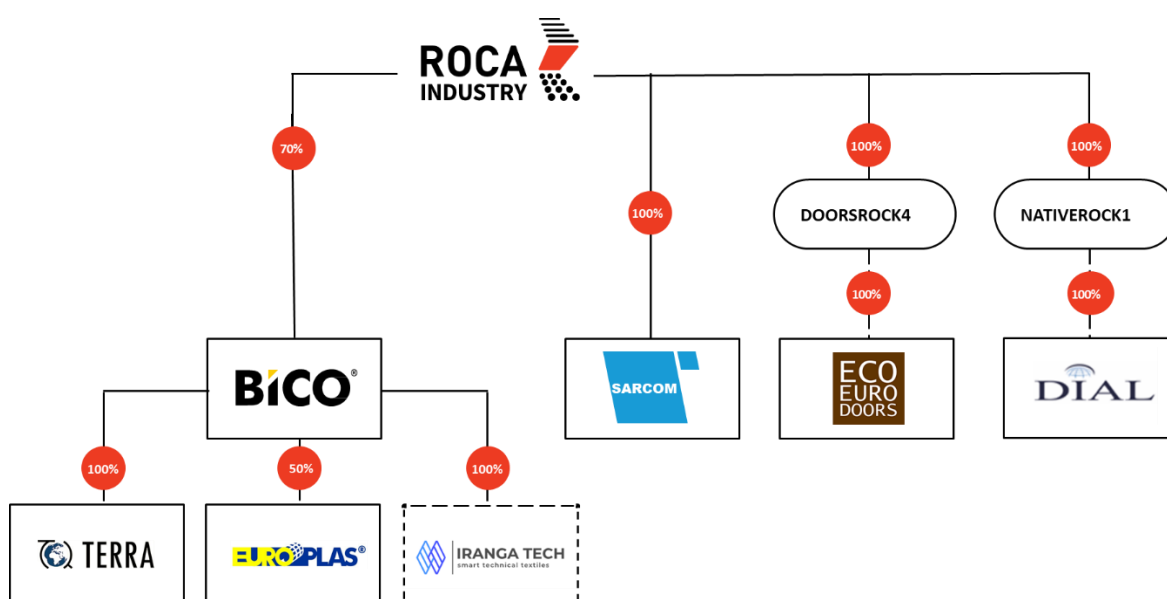 ROCA
INDUSTRY
70%
100%
100%
100%
DOORSROCK4
NATIVEROCK1
100%
100%
BICO®
SARCOM
ECO
EURO
DOORS
DIAL
100%
50%
100%
TERRA
EUROPLAS®
IRANGA TECH
smart technical textiles